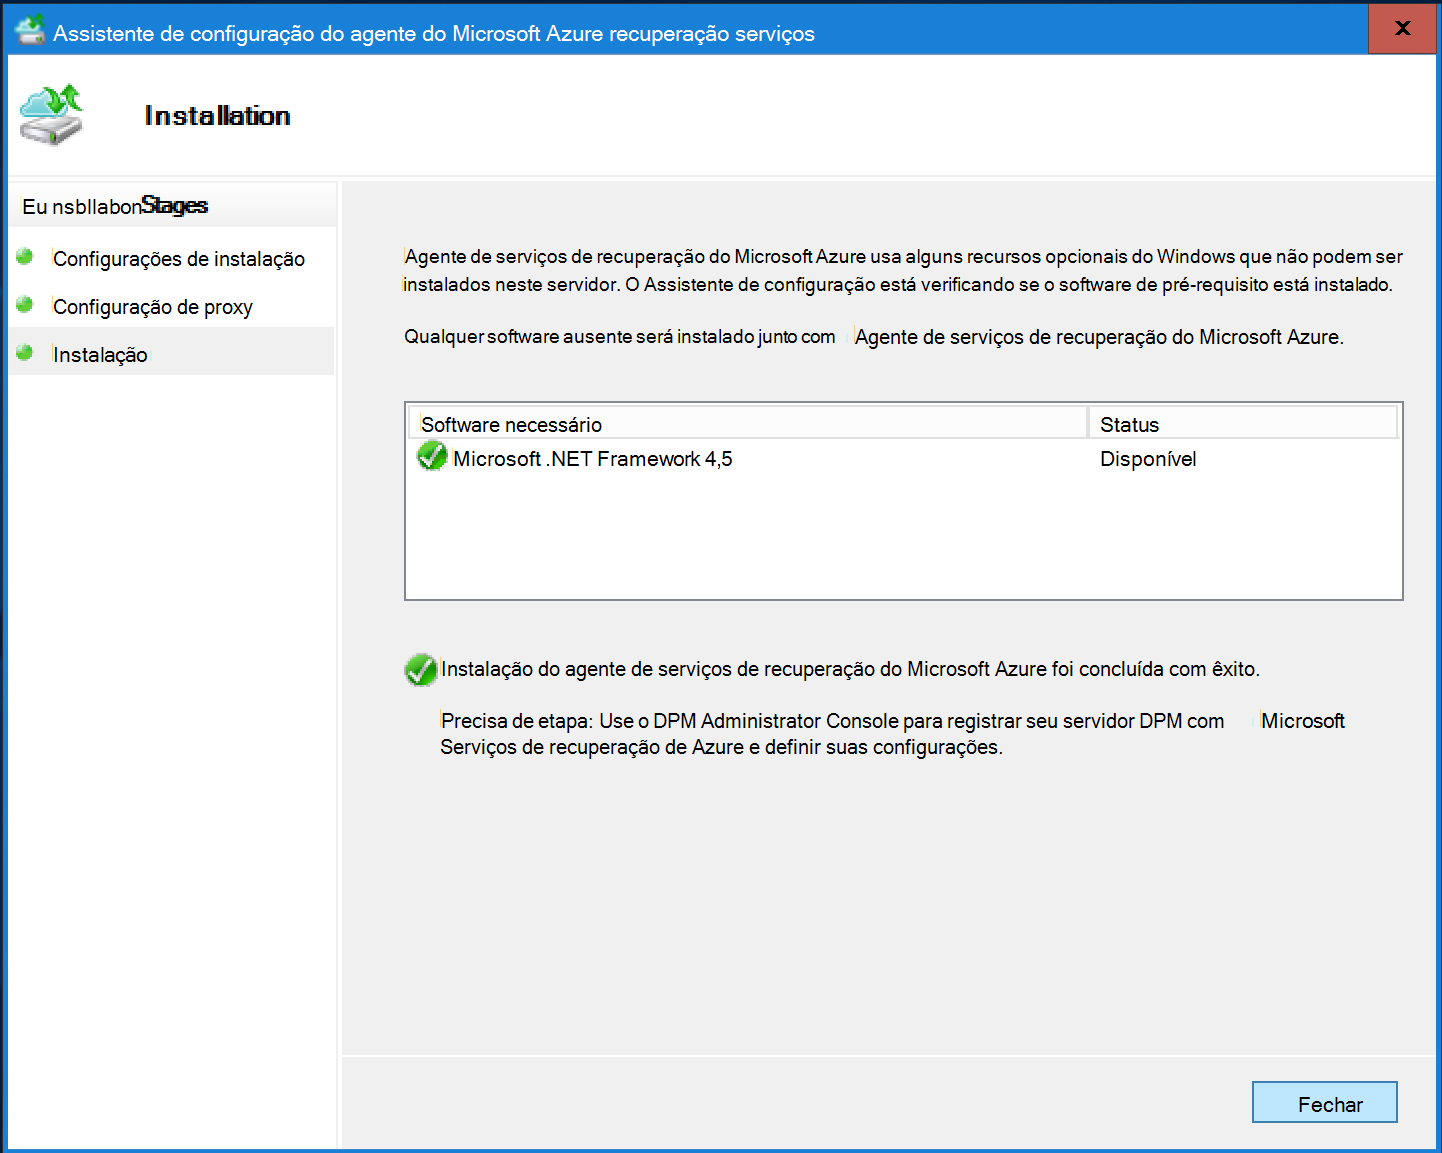 Assistente de configuração do agente do Microsoft Azure recuperação serviços
x
Installation
Eu nsbllabon Stages
Configurações de instalação
Configuração de proxy
Instalação
Agente de serviços de recuperação do Microsoft Azure usa alguns recursos opcionais do Windows que não podem ser
instalados neste servidor. O Assistente de configuração está verificando se o software de pré-requisito está instalado.
Qualquer software ausente será instalado junto com Agente de serviços de recuperação do Microsoft Azure.
Software necessário Status
Microsoft .NET Framework 4,5 Disponível
Instalação do agente de serviços de recuperação do Microsoft Azure foi concluída com êxito.
Precisa de etapa: Use o DPM Administrator Console para registrar seu servidor DPM com Microsoft
Serviços de recuperação de Azure e definir suas configurações.
Fechar